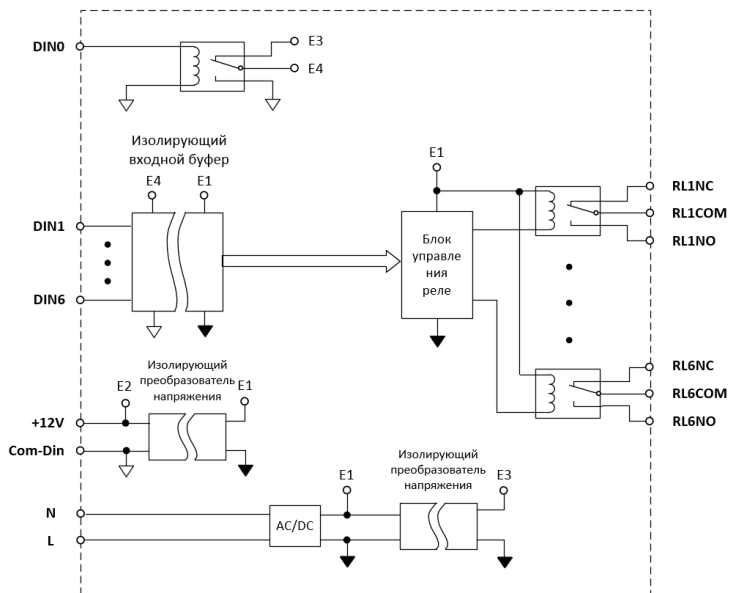 DIN0
E3
E4
Изолирующий
входной буфер
E4
E1
DIN1
DIN6
E1
Блок
управле
ния
реле
RL1NC
RL1COM
RL1NO
RL6NC
RL6COM
RL6NO
Изолирующий
преобразователь
напряжения
E2
E1
+12V
Com-Din
Изолирующий
преобразователь
напряжения
E1
E3
N
L
AC/DC